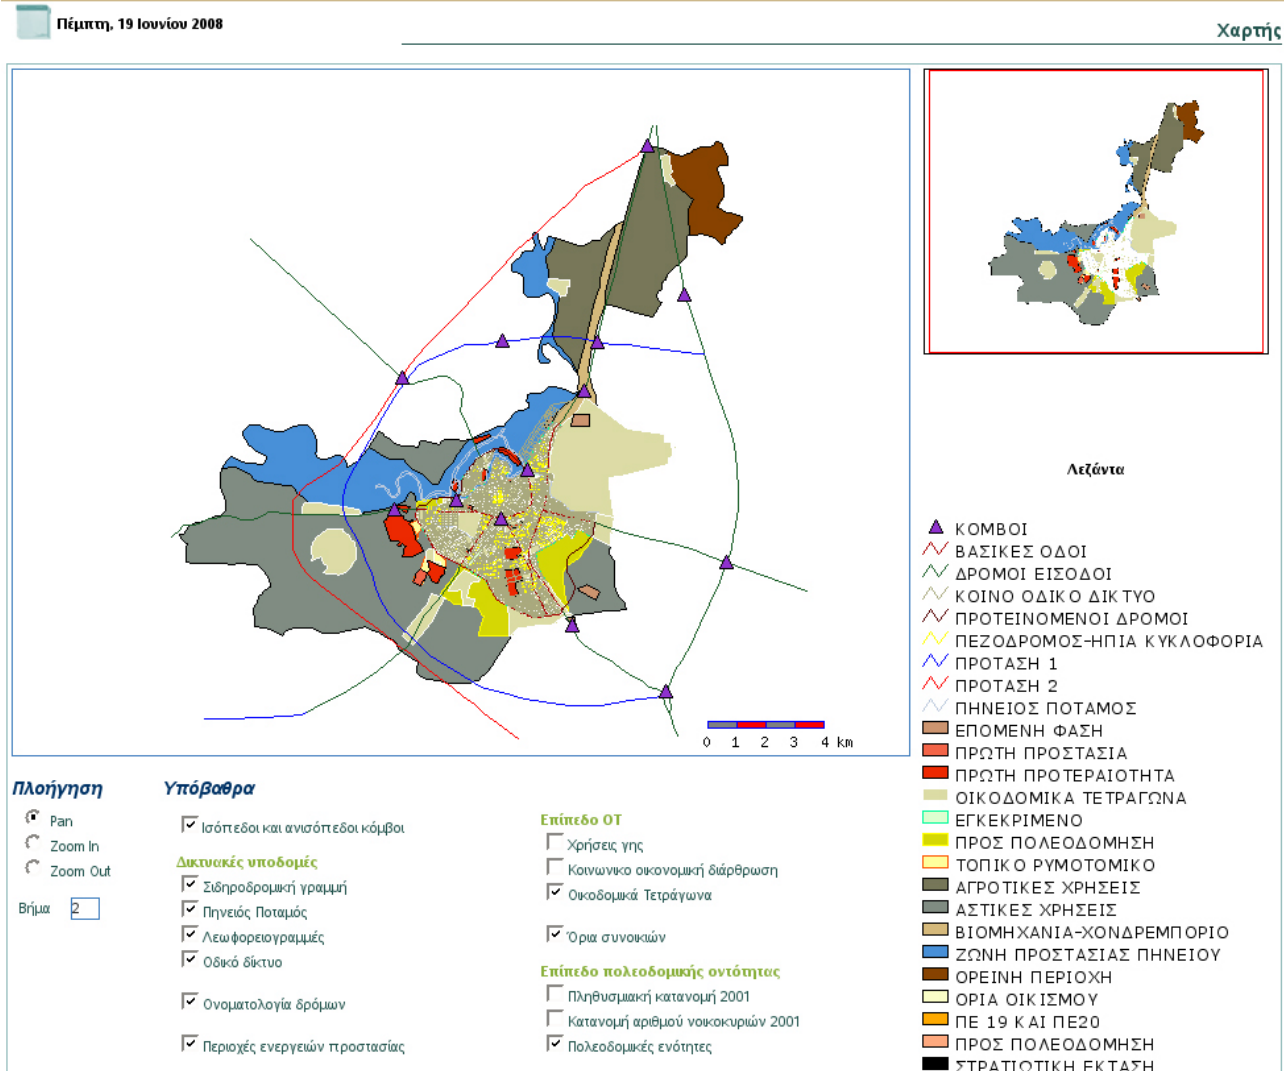 Πέμπτη, 19 Ιουνίου 2008
Χαρτής
0 1 2 3 4 km
Λεζάντα
ΚΟΜΒΟΙ
ΒΑΣΙΚΕΣ ΟΔΟΙ
ΔΡΟΜΟΙ ΕΙΣΟΔΟΙ
ΚΟΙΝΟ ΟΔΙΚΟ ΔΙΚΤΥΟ
ΠΡΟΤΕΙΝΟΜΕΝΟΙ ΔΡΟΜΟΙ
ΠΕΖΟΔΡΟΜΟΣ-ΗΠΙΑ ΚΥΚΛΟΦΟΡΙΑ
ΠΡΟΤΑΣΗ 1
ΠΡΟΤΑΣΗ 2
ΠΗΝΕΙΟΣ ΠΟΤΑΜΟΣ
ΕΠΟΜΕΝΗ ΦΑΣΗ
ΠΡΩΤΗ ΠΡΟΣΤΑΣΙΑ
ΠΡΩΤΗ ΠΡΟΤΕΡΑΙΟΤΗΤΑ
ΟΙΚΟΔΟΜΙΚΑ ΤΕΤΡΑΓΩΝΑ
ΕΓΚΕΚΡΙΜΕΝΟ
ΠΡΟΣ ΠΟΛΕΟΔΟΜΗΣΗ
ΤΟΠΙΚΟ ΡΥΜΟΤΟΜΙΚΟ
ΑΓΡΟΤΙΚΕΣ ΧΡΗΣΕΙΣ
ΑΣΤΙΚΕΣ ΧΡΗΣΕΙΣ
ΒΙΟΜΗΧΑΝΙΑ-ΧΟΝΔΡΕΜΠΟΡΙΟ
ΖΩΝΗ ΠΡΟΣΤΑΣΙΑΣ ΠΗΝΕΙΟΥ
ΟΡΕΙΝΗ ΠΕΡΙΟΧΗ
ΟΡΙΑ ΟΙΚΙΣΜΟΥ
ΠΕ 19 ΚΑΙ ΠΕ20
ΠΡΟΣ ΠΟΛΕΟΔΟΜΗΣΗ
ΣΤΡΑΤΙΩΤΙΚΗ ΕΚΤΑΣΗ
Πλοήγηση
Pan
Zoom In
Zoom Out
Βήμα 2
Υπόβαθρα
Ισόπεδοι και ανισόπεδοι κόμβοι
Δικτυακές υποδομές
Σιδηροδρομική γραμμή
Πηνειός Ποταμός
Λεωφορειογραμμές
Οδικό δίκτυο
Ονοματολογία δρόμων
Περιοχές ενεργειών προστασίας
Επίπεδο ΟΤ
Χρήσεις γης
Κοινωνικο οικονομική διάρθρωση
Οικοδομικά Τετράγωνα
Όρια συνοικιών
Επίπεδο πολεοδομικής οντότητας
Πληθυσμιακή κατανομή 2001
Κατανομή αριθμού νοικοκυριών 2001
Πολεοδομικές ενότητες